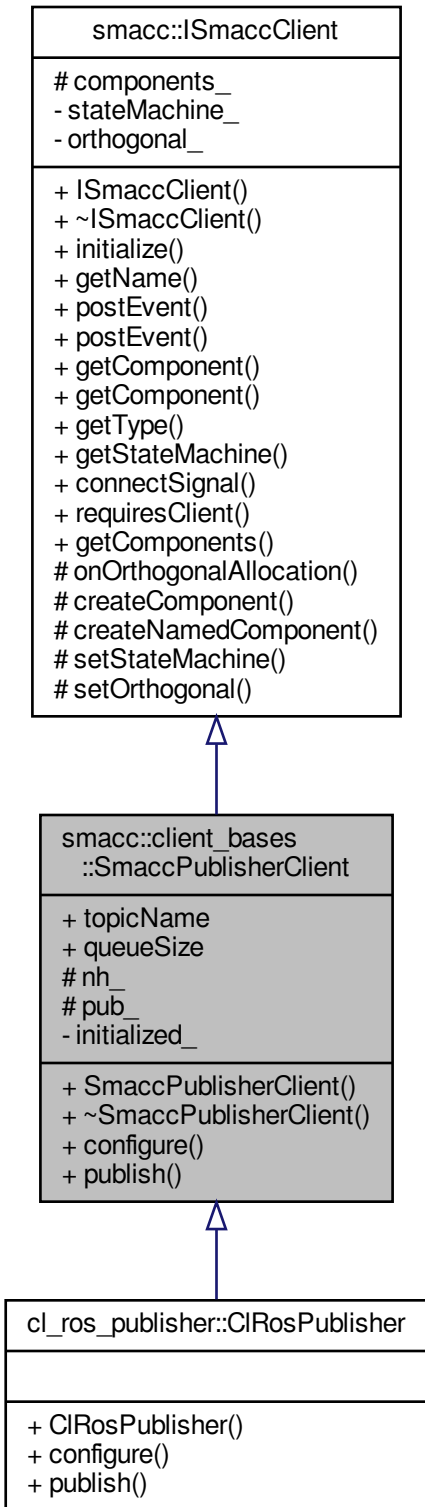 smacc::ISmaccClient
# components_
- stateMachine_
- orthogonal_
+ ISmaccClient()
+ ~ISmaccClient()
+ initialize()
+ getName()
+ postEvent()
+ postEvent()
+ getComponent()
+ getComponent()
+ getType()
+ getStateMachine()
+ connectSignal()
+ requiresClient()
+ getComponents()
# onOrthogonalAllocation()
# createComponent()
# createNamedComponent()
# setStateMachine()
# setOrthogonal()
smacc::client_bases
::SmaccPublisherClient
+ topicName
+ queueSize
# nh_
# pub_
- initialized_
+ SmaccPublisherClient()
+ ~SmaccPublisherClient()
+ configure()
+ publish()
cl_ros_publisher::ClRosPublisher
+ ClRosPublisher()
+ configure()
+ publish()